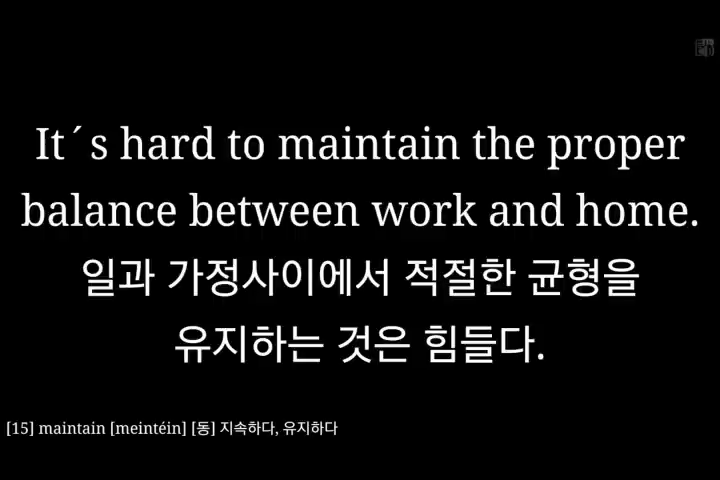 It´s hard to maintain the proper
balance between work and home.
일과 가정사이에서 적절한 균형을
유지하는 것은 힘들다.
[15] maintain [meintéin] [동] 지속하다, 유지하다